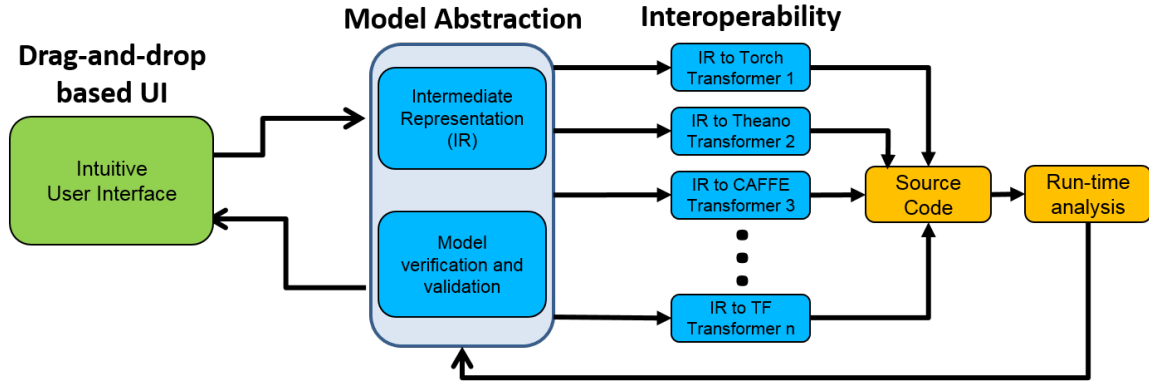 Drag-and-drop
based UI
Intuitive
User Interface
Model Abstraction
Intermediate
Representation
(IR)
Model
verification and
validation
Interoperability
IR to Torch
Transformer 1
IR to Theano
Transformer 2
IR to CAFFE
Transformer 3
IR to TF
Transformer n
Source
Code
Run-time
analysis